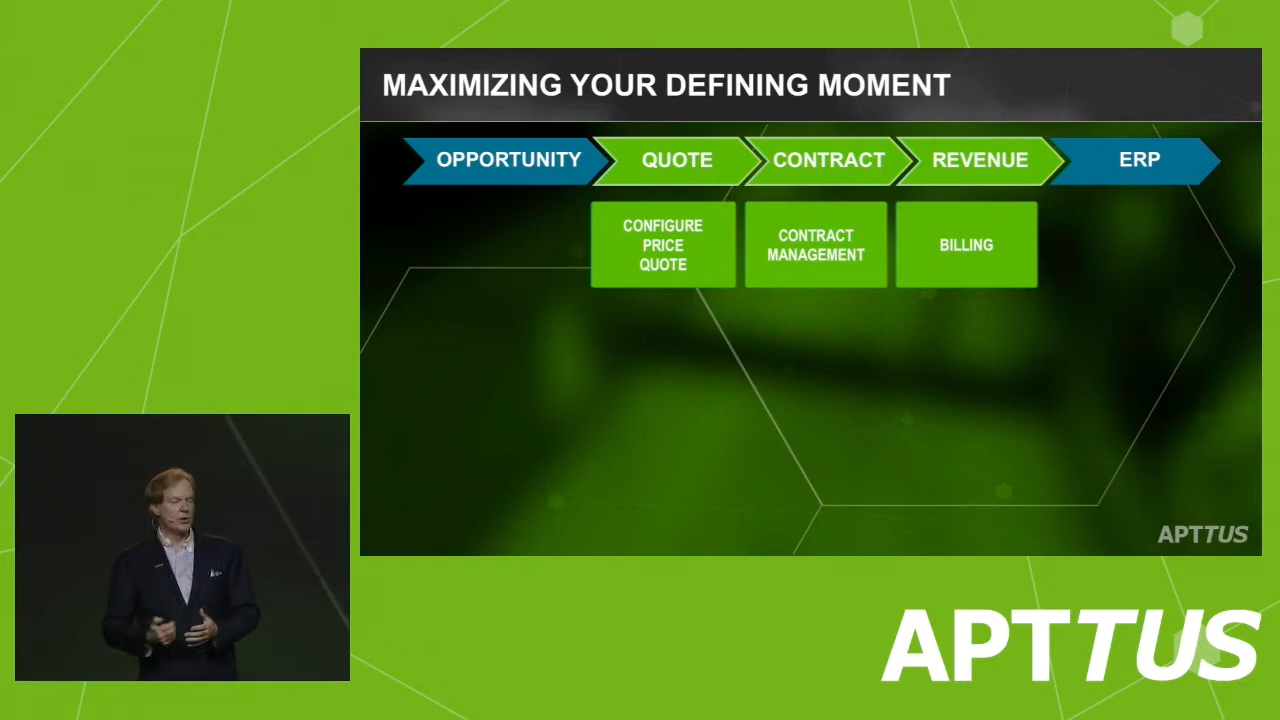 MAXIMIZING YOUR DEFINING MOMENT
OPPORTUNITY
QUOTE
CONTRACT
REVENUE
ERP
CONFIGURE
PRICE
QUOTE
CONTRACT
MANAGEMENT
BILLING
APTTUS
APTTUS